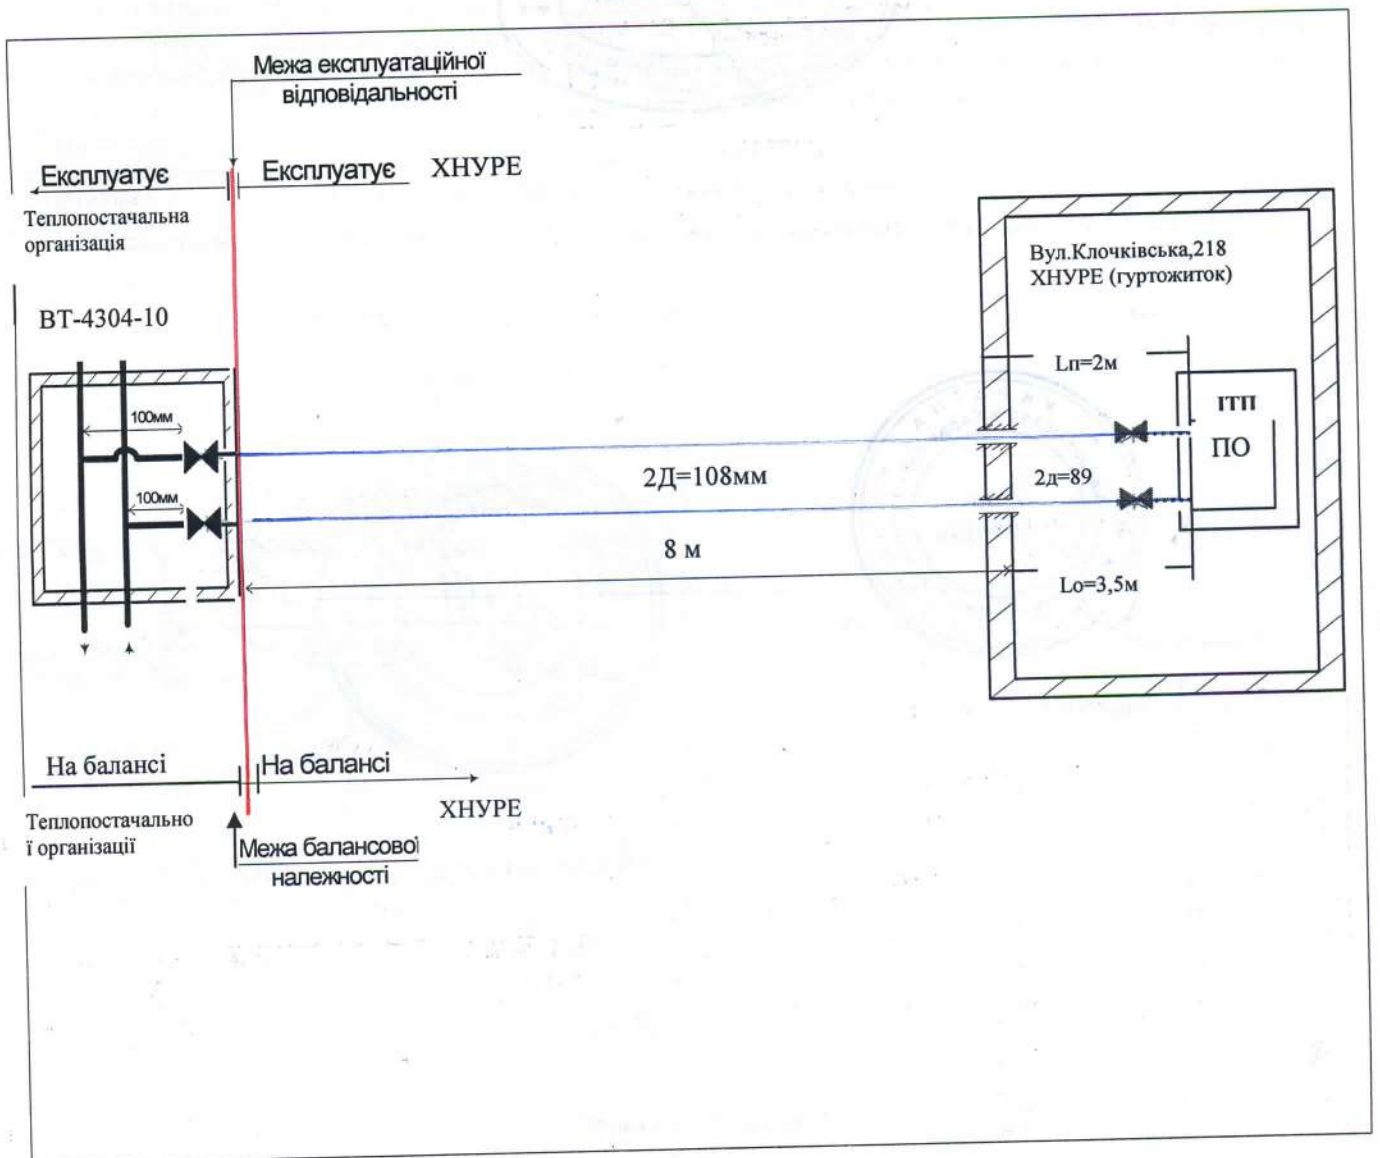 Межа експлуатаційної
відповідальності
Експлуатує
Експлуатує ХНУРЕ
Теплопостачальна
організація
ВТ-4304-10
100мм
100мм
2Д=108мм
8 м
Вул.Клочківська,218
ХНУРЕ (гуртожиток)
Lп=2м
ІТП
ПО
2д=89
Lо=3,5м
На балансі
На балансі
Теплопостачально
ї організації
ХНУРЕ
Межа балансової
належності